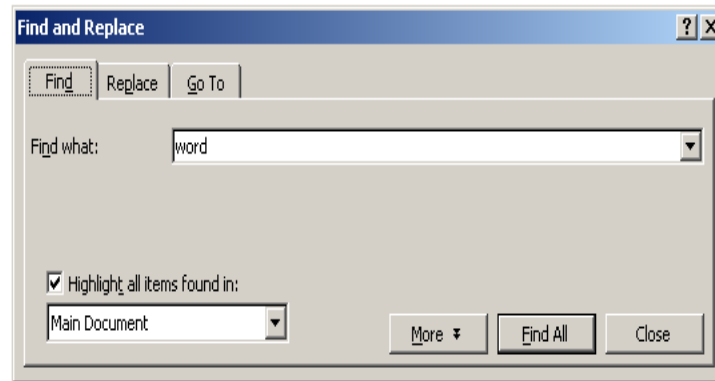 Find and Replace
Find Replace Go To
Find what: word
Highlight all items found in:
Main Document
More Find All Close